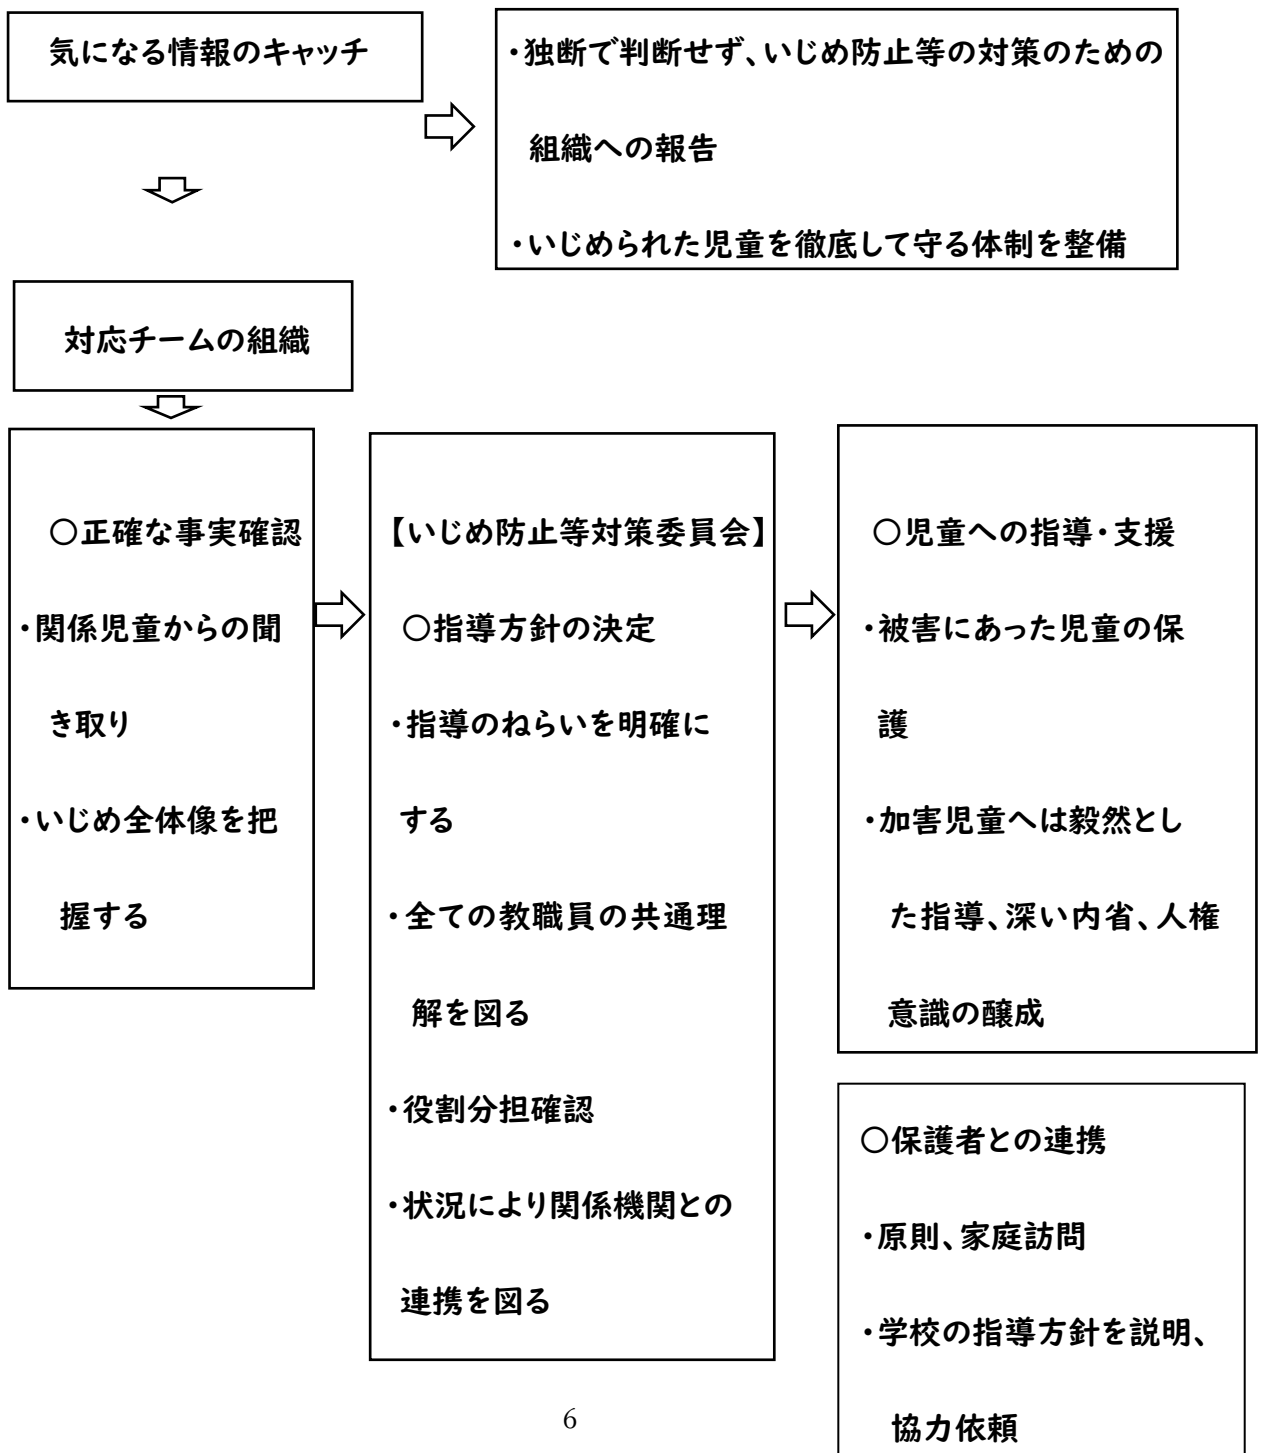 気になる情報のキャッチ
・独断で判断せず、いじめ防止等の対策のための
組織への報告
・いじめられた児童を徹底して守る体制を整備
対応チームの組織
〇正確な事実確認
・関係児童からの聞
き取り
・いじめ全体像を把
握する
【いじめ防止等対策委員会】
〇指導方針の決定
・指導のねらいを明確に
する
・全ての教職員の共通理
解を図る
・役割分担確認
・状況により関係機関との
連携を図る
〇児童への指導・支援
・被害にあった児童の保
護
・加害児童へは毅然とし
た指導、深い内省、人権
意識の醸成
〇保護者との連携
・原則、家庭訪問
・学校の指導方針を説明、
協力依頼
6